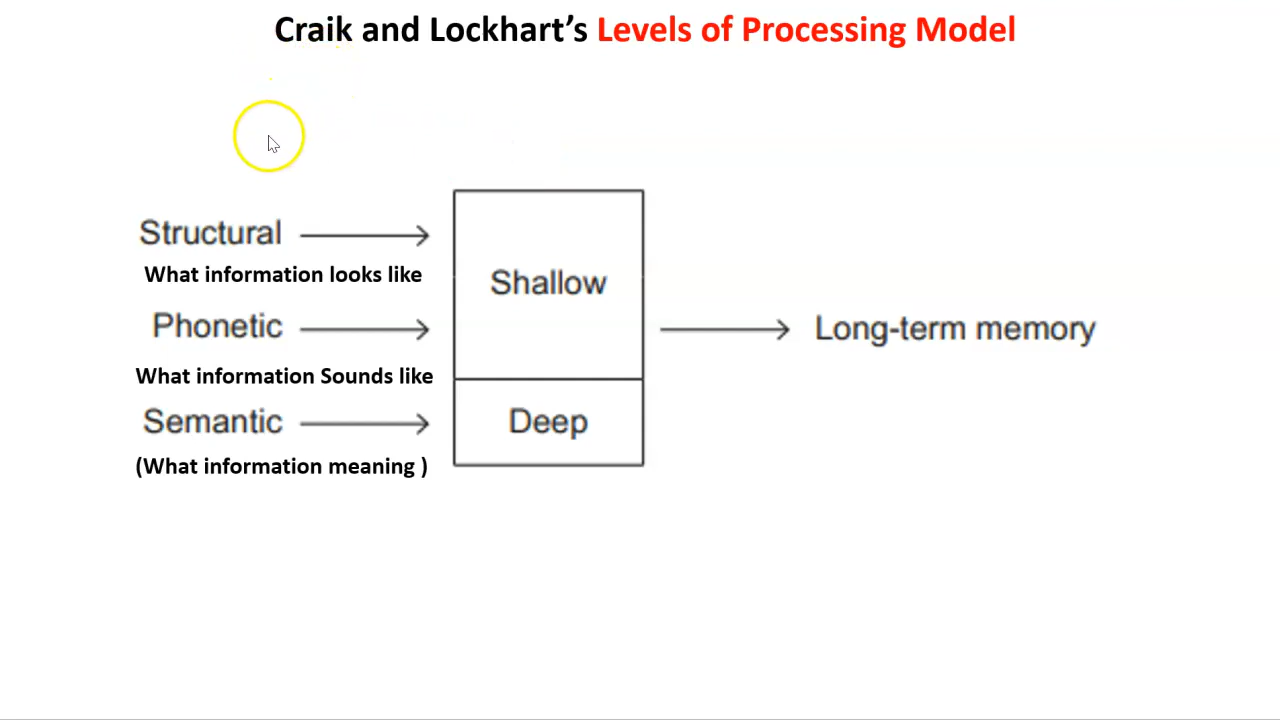 Craik and Lockhart’s Levels of Processing Model
Structural
What information looks like
Shallow
Phonetic
Long-term memory
What information Sounds like
Semantic
Deep
(What information meaning )